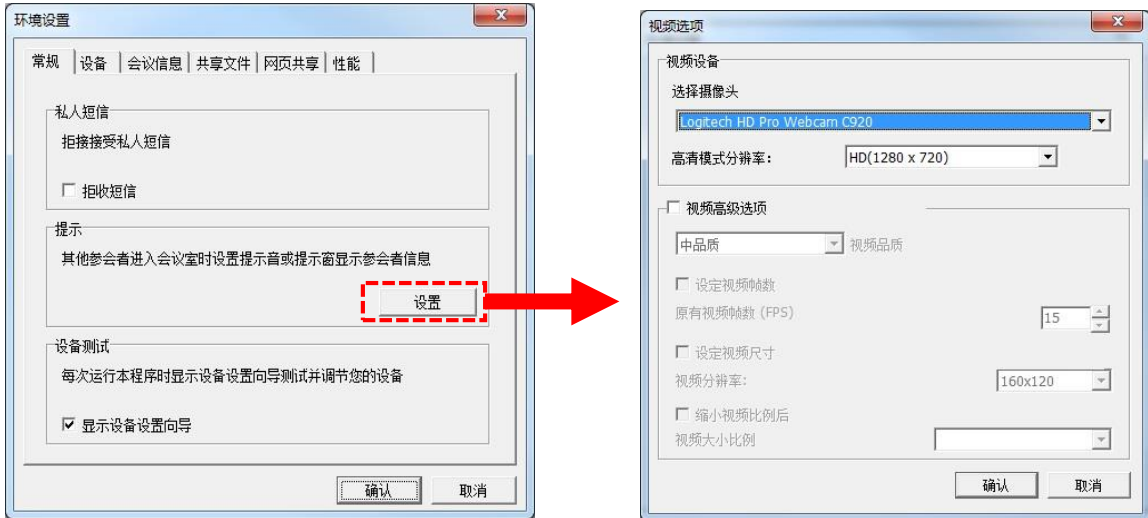 环境设置
常规 设备 会议信息 共享文件 网页共享 性能
私人短信
拒接接受私人短信
拒收短信
提示
其他参会者进入会议室时设置提示音或提示窗显示参会者信息
设置
设备测试
每次运行本程序时显示设备设置向导测试并调节您的设备
显示设备设置向导
确认 取消
视频选项
视频设备
选择摄像头
Logitech HD Pro Webcam C920
高清模式分辨率： HD(1280 x 720)
视频高级选项
中品质 视频品质
设定视频帧数
原有视频帧数 (FPS) 15
设定视频尺寸
视频分辨率： 160x120
缩小视频比例后
视频大小比例
确认 取消